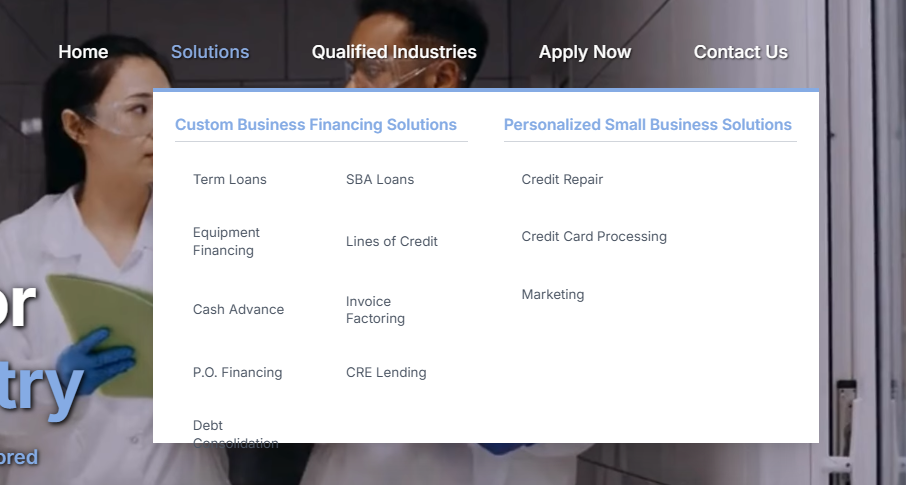 Home Solutions Qualified Industries Apply Now Contact Us
Custom Business Financing Solutions
Term Loans SBA Loans
Equipment
Financing
Lines of Credit
Cash Advance
Invoice
Factoring
P.O. Financing CRE Lending
Debt
Consolidation
Personalized Small Business Solutions
Credit Repair
Credit Card Processing
Marketing
or
try
ored